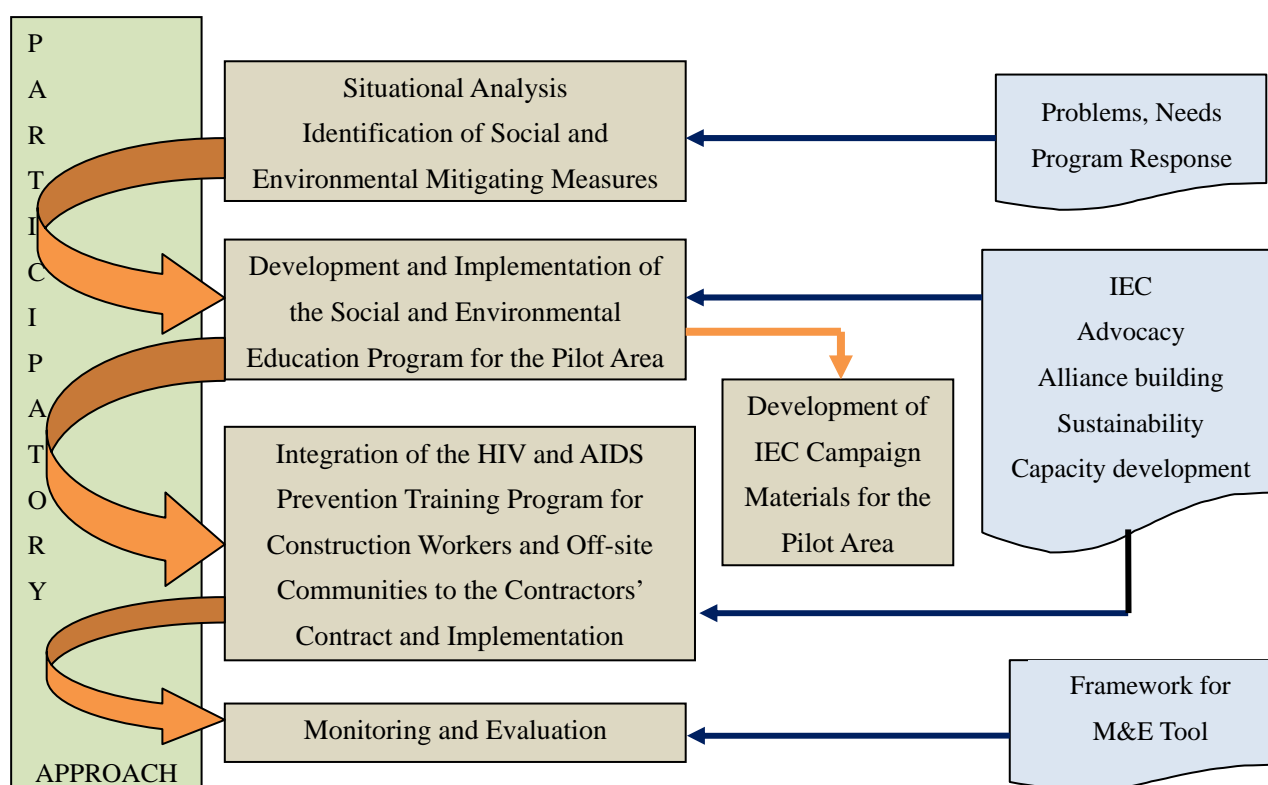 P
A
R
T
I
C
I
P
A
T
O
R
Y
APPROACH
Situational Analysis
Identification of Social and
Environmental Mitigating Measures
Problems, Needs
Program Response
Development and Implementation of
the Social and Environmental
Education Program for the Pilot Area
IEC
Advocacy
Alliance building
Sustainability
Capacity development
Development of
IEC Campaign
Materials for the
Pilot Area
Integration of the HIV and AIDS
Prevention Training Program for
Construction Workers and Off-site
Communities to the Contractors’
Contract and Implementation
Monitoring and Evaluation
Framework for
M&E Tool